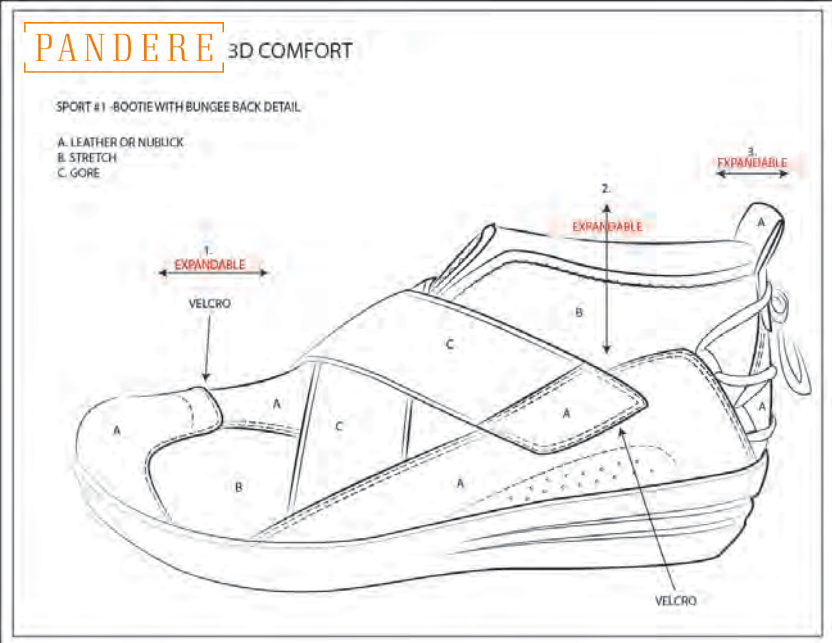 PANDERE 3D COMFORT
SPORT #1 -BOOTIE WITH BUNGEE BACK DETAIL
A. LEATHER OR NUBUCK
B. STRETCH
C. GORE
3.
EXPANDABLE
2.
EXPANDABLE
1.
EXPANDABLE
VELCRO
A
B
C
A
A
A
C
A
A
B
A
VELCRO